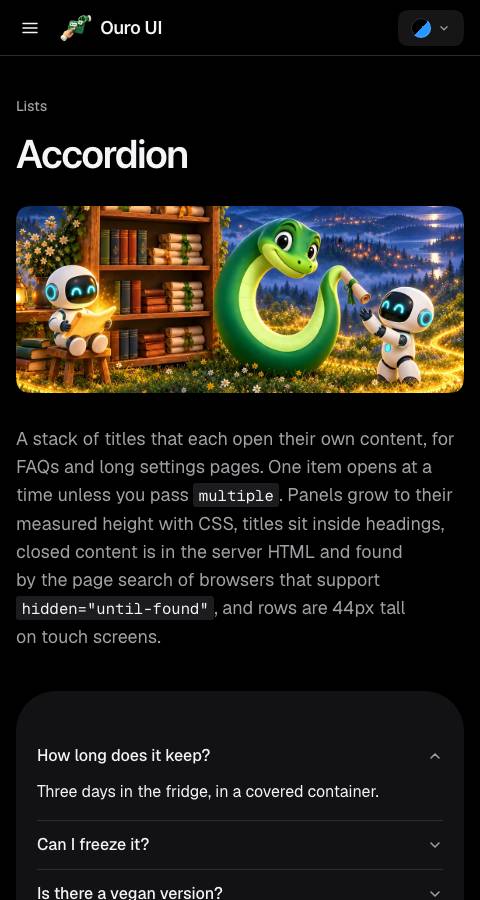 Ouro UI
Lists
Accordion
A stack of titles that each open their own content, for
FAQs and long settings pages. One item opens at a
time unless you pass multiple. Panels grow to their
measured height with CSS, titles sit inside headings,
closed content is in the server HTML and found
by the page search of browsers that support
hidden="until-found", and rows are 44px tall
on touch screens.
How long does it keep?
Three days in the fridge, in a covered container.
Can I freeze it?
Is there a vegan version?